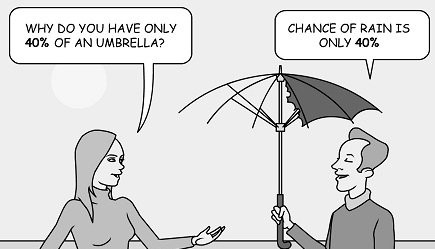 WHY DO YOU HAVE ONLY
40% OF AN UMBRELLA?
CHANCE OF RAIN IS
ONLY 40%